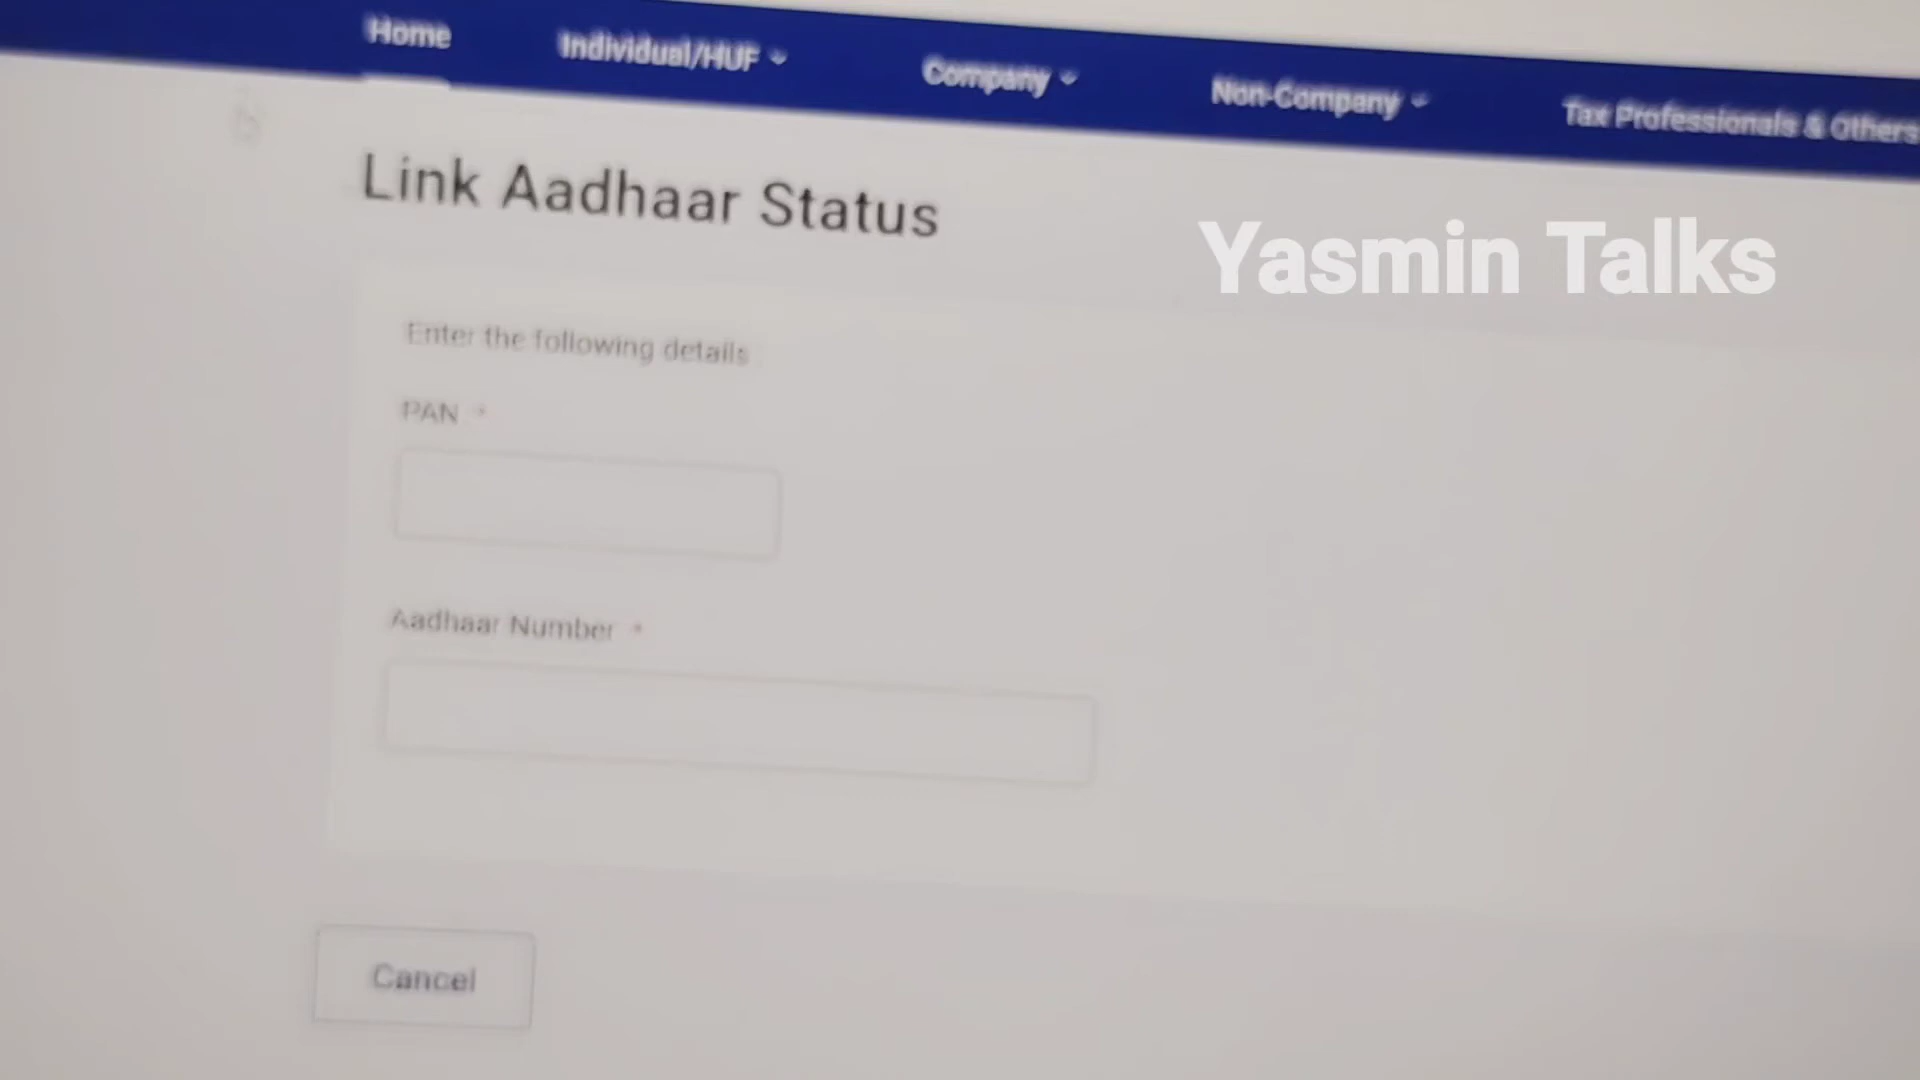 Home Individual/HUF Company Non-Company Tax Professionals & Others
Link Aadhaar Status
Yasmin Talks
Enter the following details
PAN *
Aadhaar Number *
Cancel